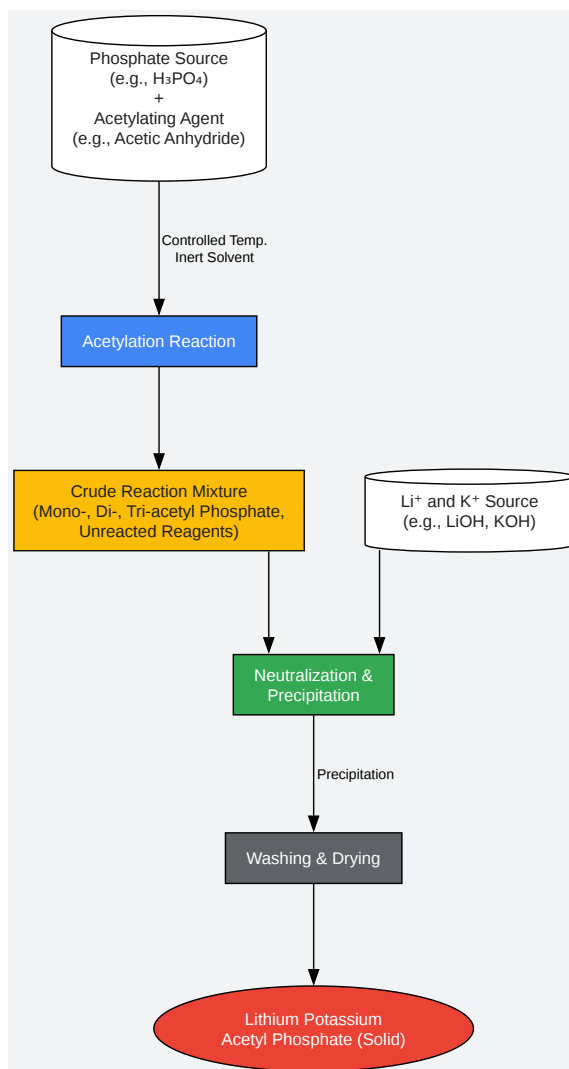 Phosphate Source
(e.g., H₃PO₄)
+
Acetylating Agent
(e.g., Acetic Anhydride)
Controlled Temp.
Inert Solvent
Acetylation Reaction
Crude Reaction Mixture
(Mono-, Di-, Tri-acetyl Phosphate,
Unreacted Reagents)
Li⁺ and K⁺ Source
(e.g., LiOH, KOH)
Neutralization &
Precipitation
Precipitation
Washing & Drying
Lithium Potassium
Acetyl Phosphate (Solid)